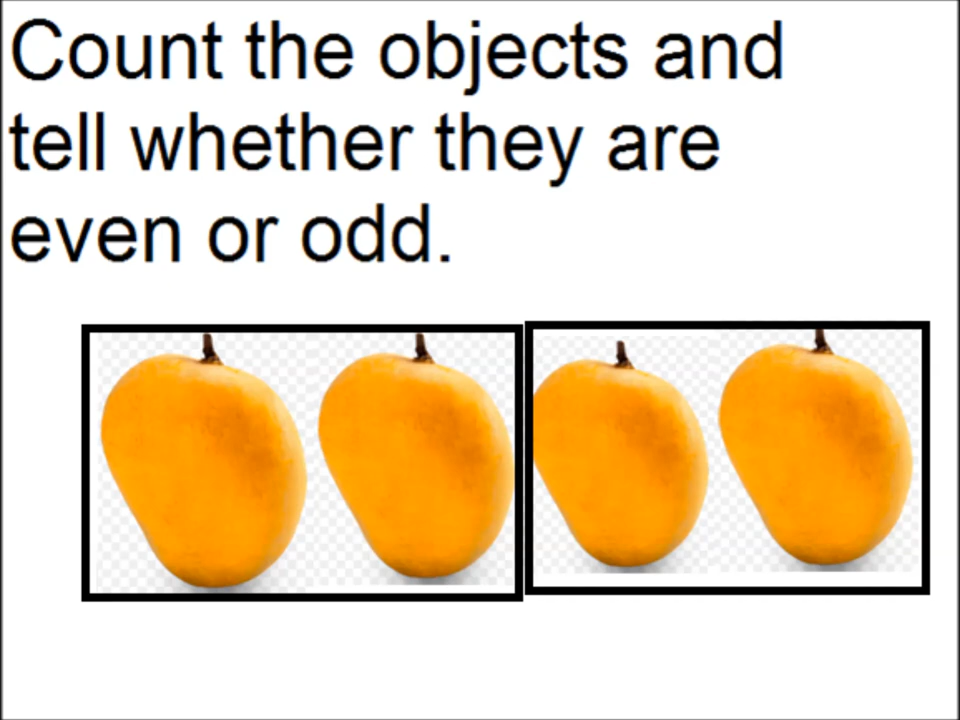 Count the objects and
tell whether they are
even or odd.